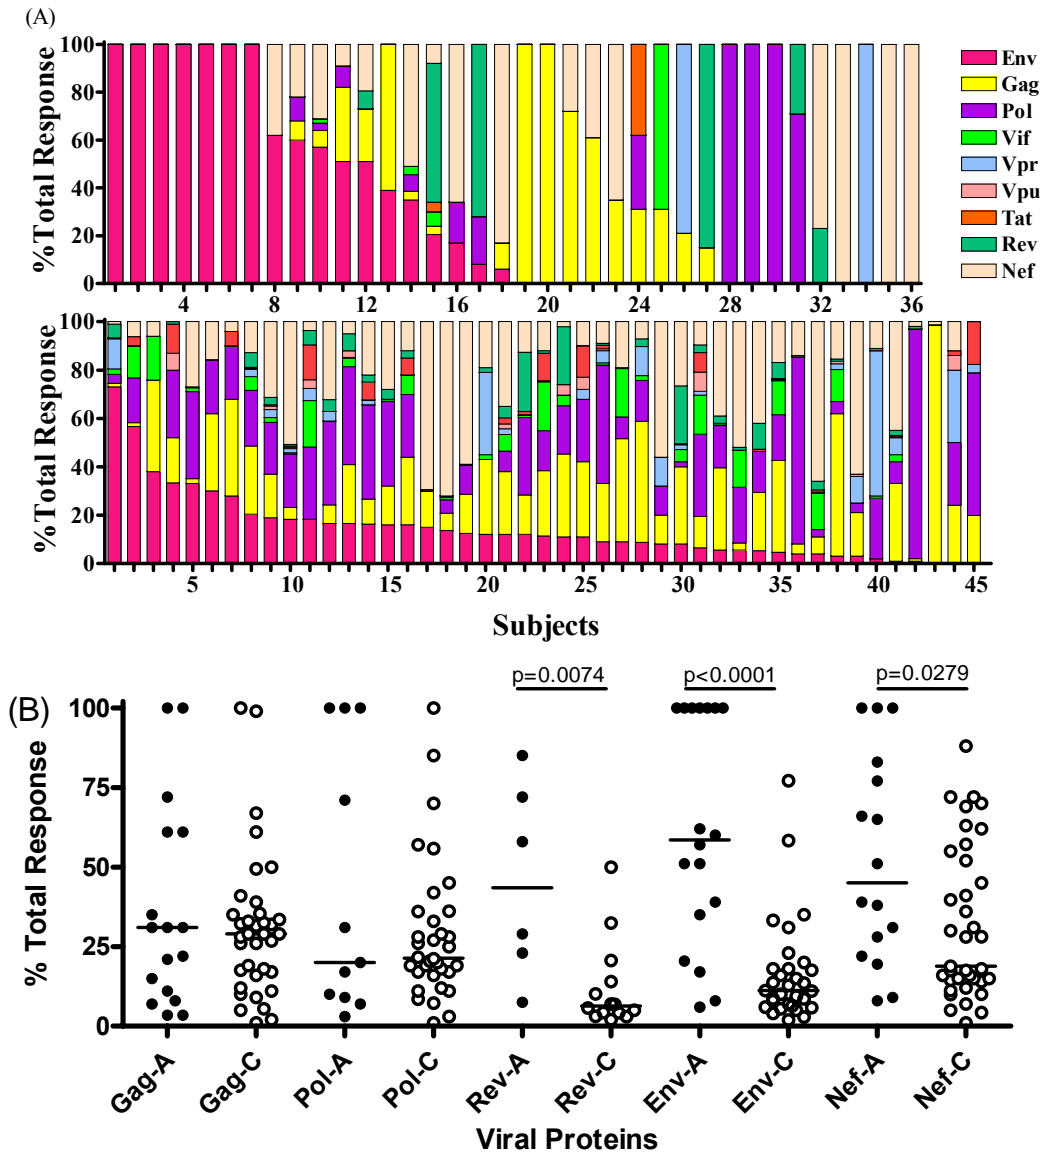 (A)
%Total Response
100
80
60
40
20
0
4 8 12 16 20 24 28 32 36
Env
Gag
Pol
Vif
Vpr
Vpu
Tat
Rev
Nef
%Total Response
100
80
60
40
20
0
5 10 15 20 25 30 35 40 45
Subjects
(B)
p=0.0074 p<0.0001 p=0.0279
% Total Response
100
75
50
25
0
Gag-A Gag-C Pol-A Pol-C Rev-A Rev-C Env-A Env-C Nef-A Nef-C
Viral Proteins